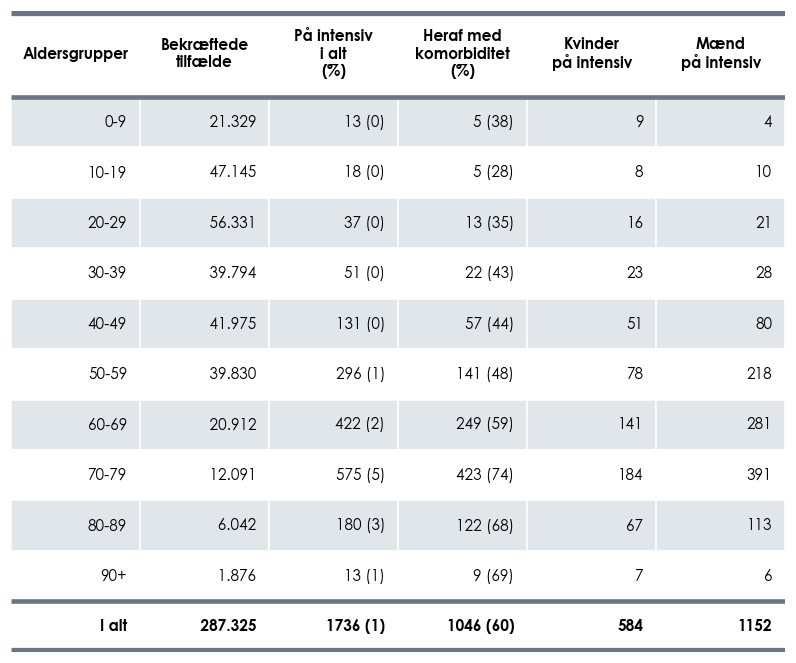 Aldersgrupper Bekræftede tilfælde På intensiv i alt (%) Heraf med komorbiditet (%) Kvinder på intensiv Mænd på intensiv
0-9 21.329 13 (0) 5 (38) 9 4
10-19 47.145 18 (0) 5 (28) 8 10
20-29 56.331 37 (0) 13 (35) 16 21
30-39 39.794 51 (0) 22 (43) 23 28
40-49 41.975 131 (0) 57 (44) 51 80
50-59 39.830 296 (1) 141 (48) 78 218
60-69 20.912 422 (2) 249 (59) 141 281
70-79 12.091 575 (5) 423 (74) 184 391
80-89 6.042 180 (3) 122 (68) 67 113
90+ 1.876 13 (1) 9 (69) 7 6
I alt 287.325 1736 (1) 1046 (60) 584 1152